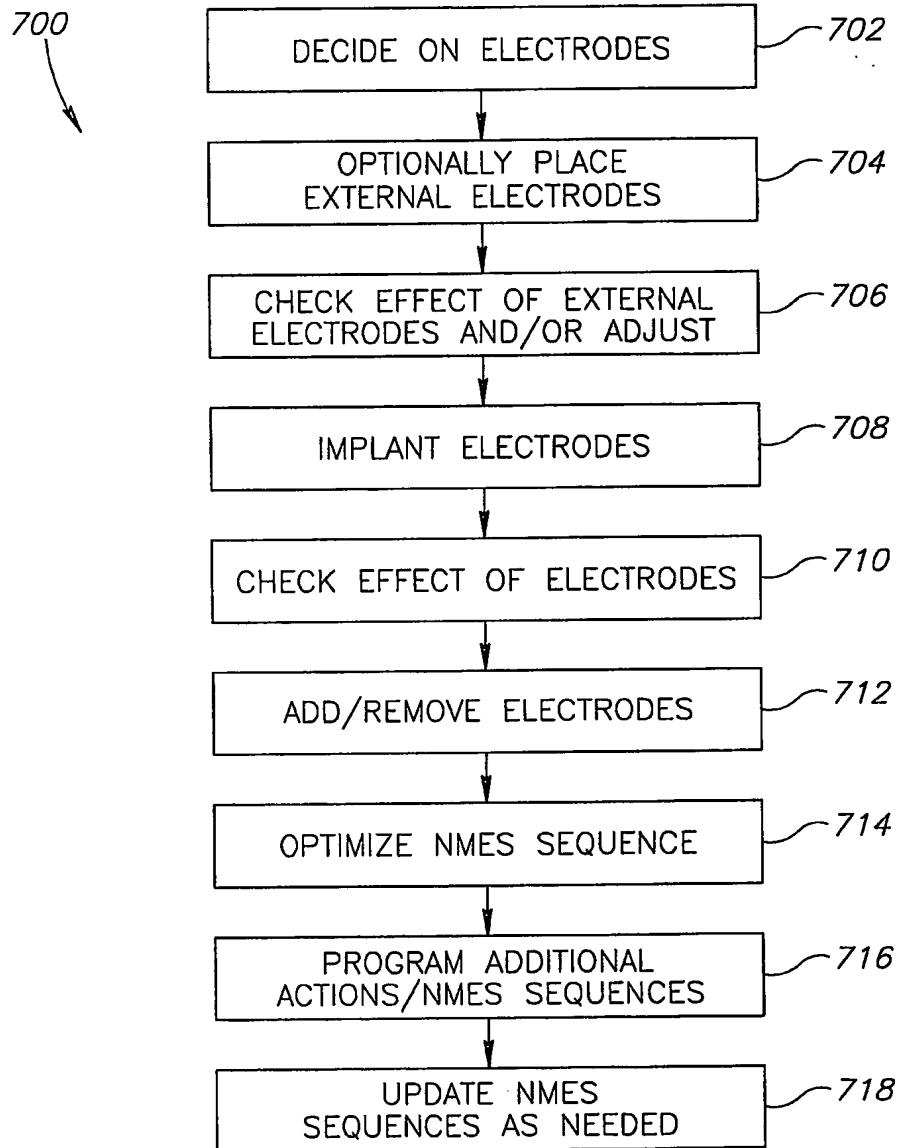 700
DECIDE ON ELECTRODES
702
OPTIONALLY PLACE
EXTERNAL ELECTRODES
704
CHECK EFFECT OF EXTERNAL
ELECTRODES AND/OR ADJUST
706
IMPLANT ELECTRODES
708
CHECK EFFECT OF ELECTRODES
710
ADD/REMOVE ELECTRODES
712
OPTIMIZE NMES SEQUENCE
714
PROGRAM ADDITIONAL
ACTIONS/NMES SEQUENCES
716
UPDATE NMES
SEQUENCES AS NEEDED
718